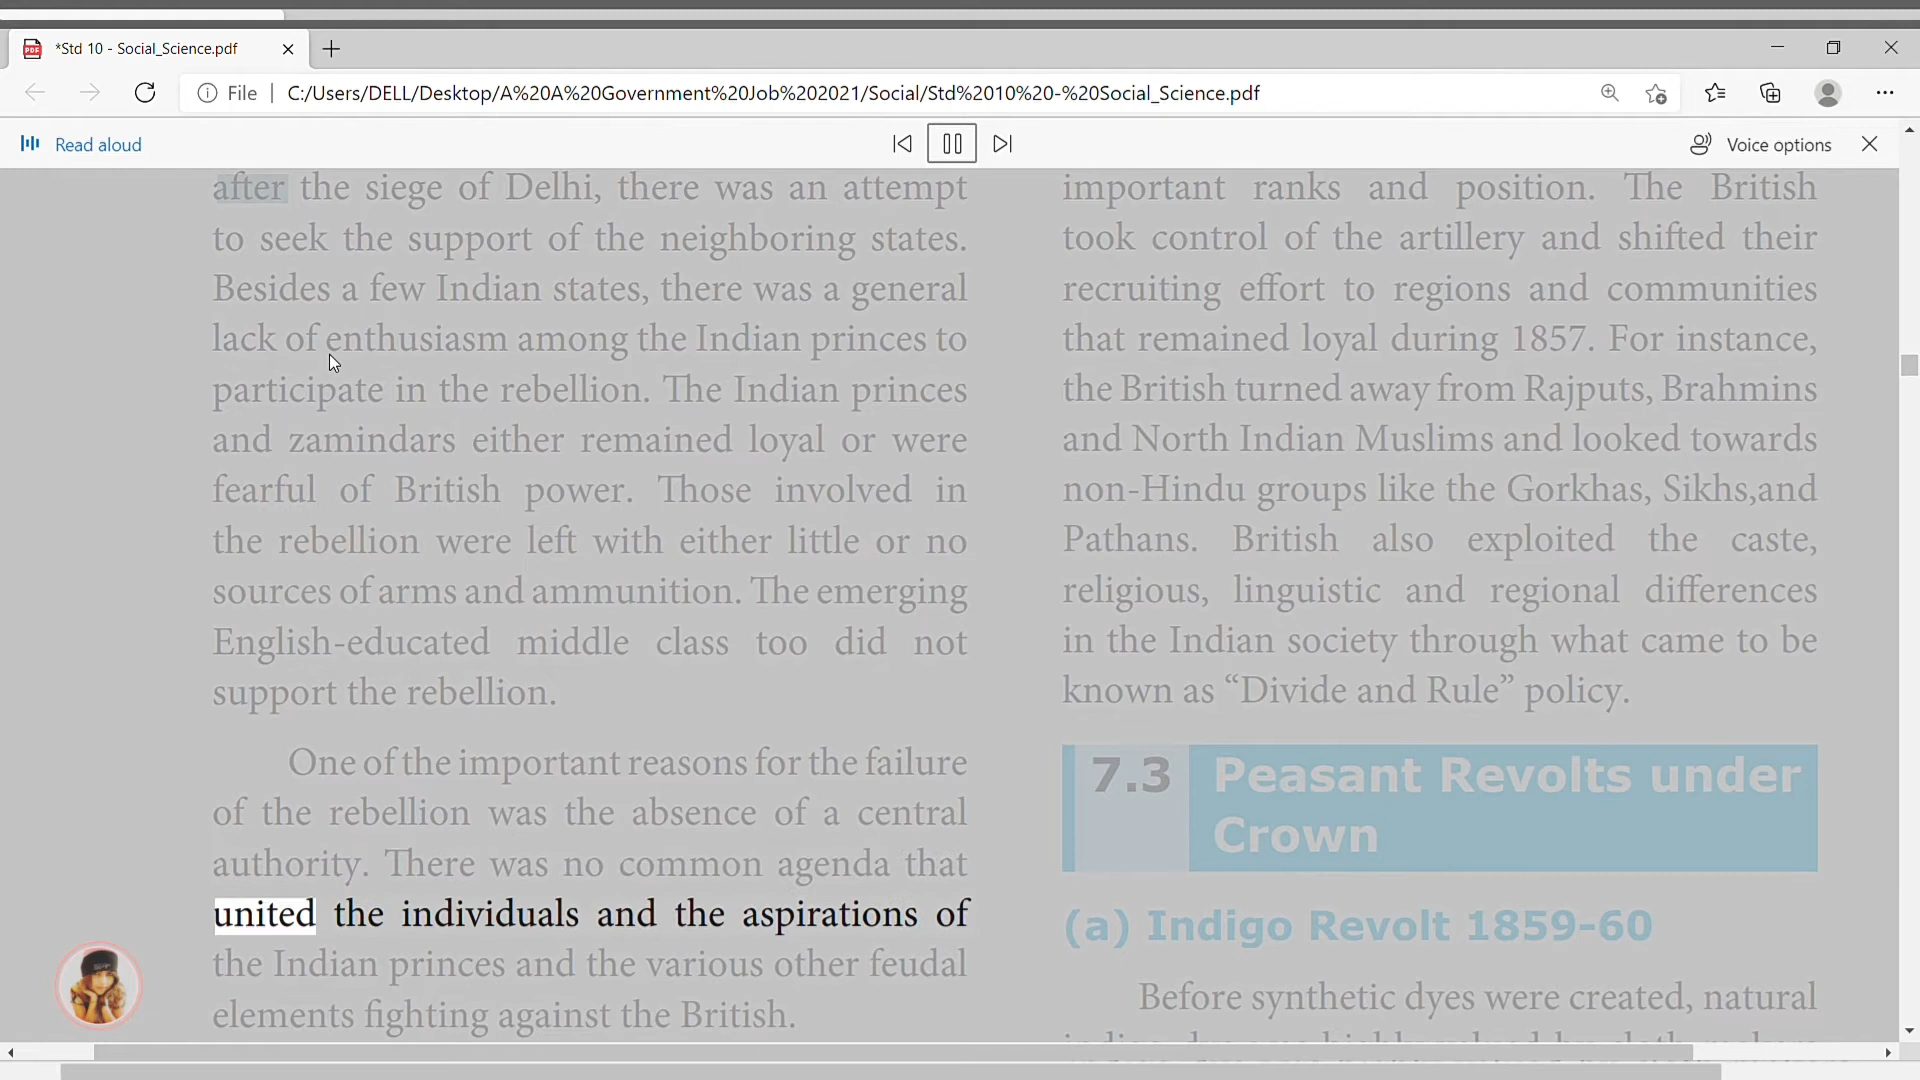 *Std 10 - Social_Science.pdf
File
C:/Users/DELL/Desktop/A%20A%20Government%20Job%202021/Social/Std%2010%20-%20Social_Science.pdf
Read aloud
Voice options
after the siege of Delhi, there was an attempt
to seek the support of the neighboring states.
Besides a few Indian states, there was a general
lack of enthusiasm among the Indian princes to
participate in the rebellion. The Indian princes
and zamindars either remained loyal or were
fearful of British power. Those involved in
the rebellion were left with either little or no
sources of arms and ammunition. The emerging
English-educated middle class too did not
support the rebellion.
One of the important reasons for the failure
of the rebellion was the absence of a central
authority. There was no common agenda that
united the individuals and the aspirations of
the Indian princes and the various other feudal
elements fighting against the British.
important ranks and position. The British
took control of the artillery and shifted their
recruiting effort to regions and communities
that remained loyal during 1857. For instance,
the British turned away from Rajputs, Brahmins
and North Indian Muslims and looked towards
non-Hindu groups like the Gorkhas, Sikhs,and
Pathans. British also exploited the caste,
religious, linguistic and regional differences
in the Indian society through what came to be
known as “Divide and Rule” policy.
7.3 Peasant Revolts under
Crown
(a) Indigo Revolt 1859-60
Before synthetic dyes were created, natural